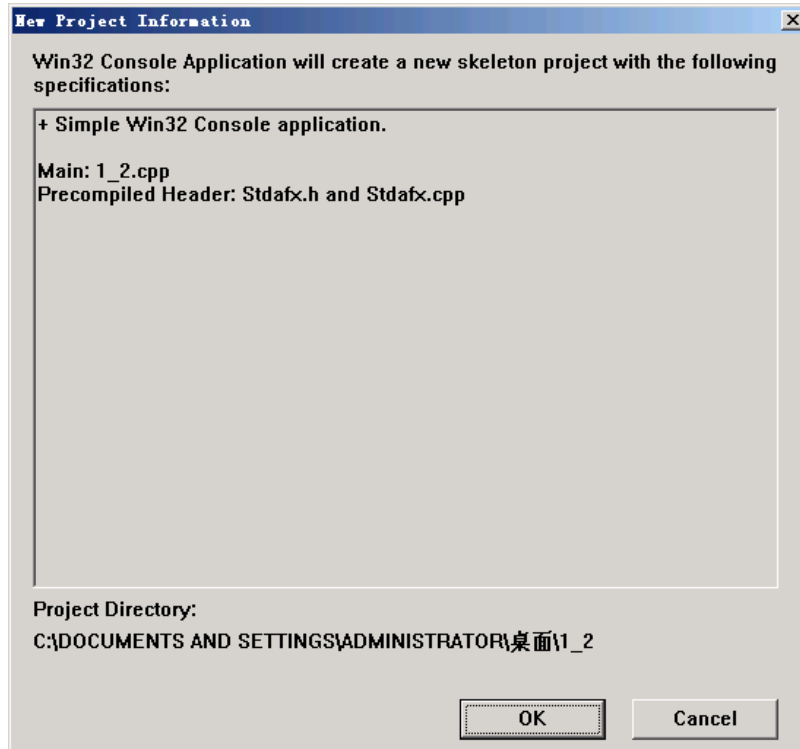 New Project Information
Win32 Console Application will create a new skeleton project with the following
specifications:
+ Simple Win32 Console application.
Main: 1_2.cpp
Precompiled Header: Stdafx.h and Stdafx.cpp
Project Directory:
C:\DOCUMENTS AND SETTINGS\ADMINISTRATOR\桌面\1_2
OK
Cancel